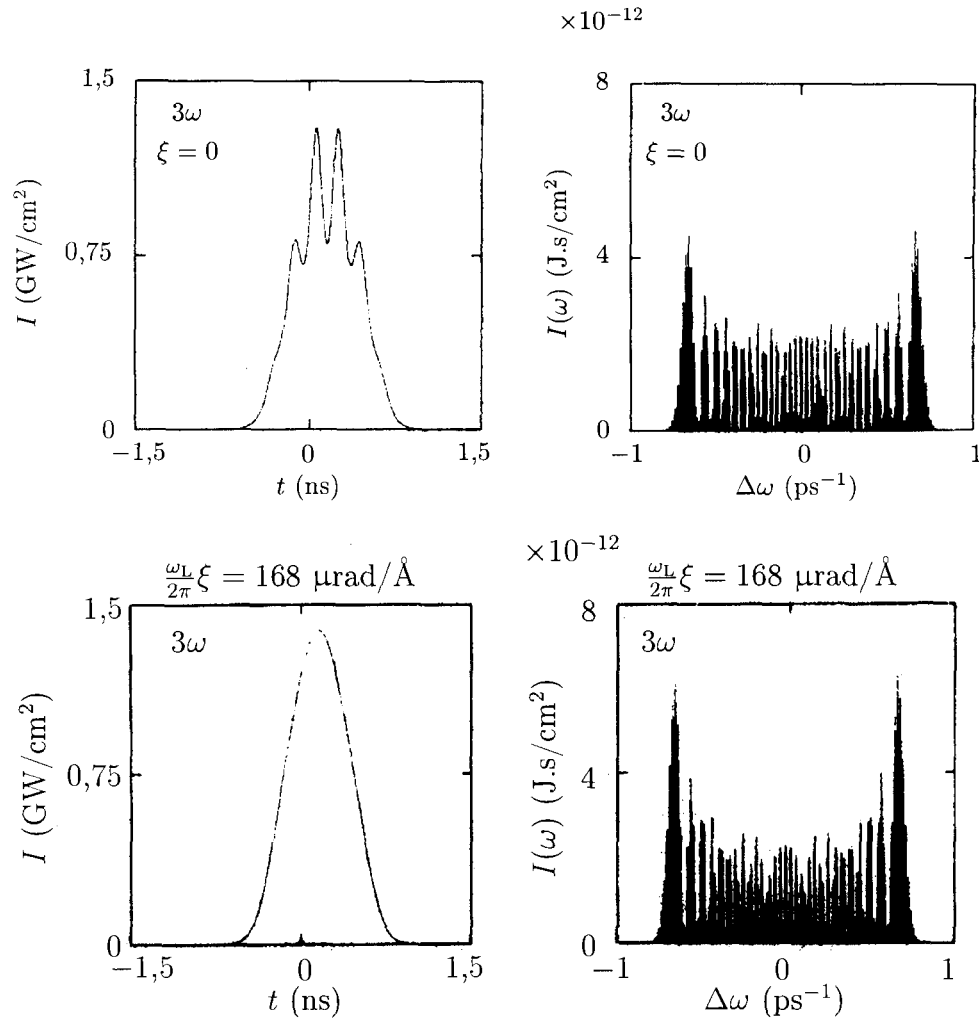 ×10⁻¹²
1,5
3ω
ξ = 0
0,75
I (GW/cm²)
0
−1,5
0
1,5
t (ns)
8
3ω
ξ = 0
4
I(ω) (J.s/cm²)
0
−1
0
1
Δω (ps⁻¹)
ω_L/2π ξ = 168 μrad/Å
1,5
3ω
0,75
I (GW/cm²)
0
−1,5
0
1,5
t (ns)
×10⁻¹²
ω_L/2π ξ = 168 μrad/Å
8
3ω
4
I(ω) (J.s/cm²)
0
−1
0
1
Δω (ps⁻¹)